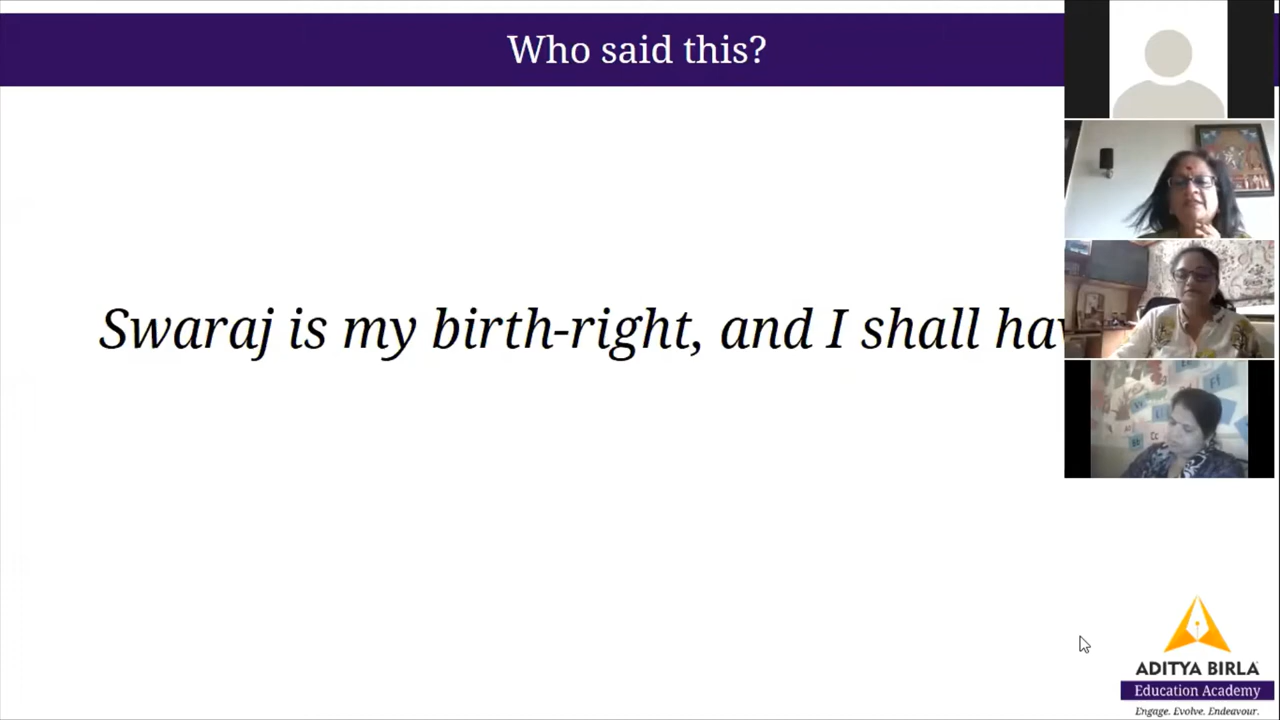 Who said this?
Swaraj is my birth-right, and I shall hav
ADITYA BIRLA
Education Academy
Engage. Evolve. Endeavour.